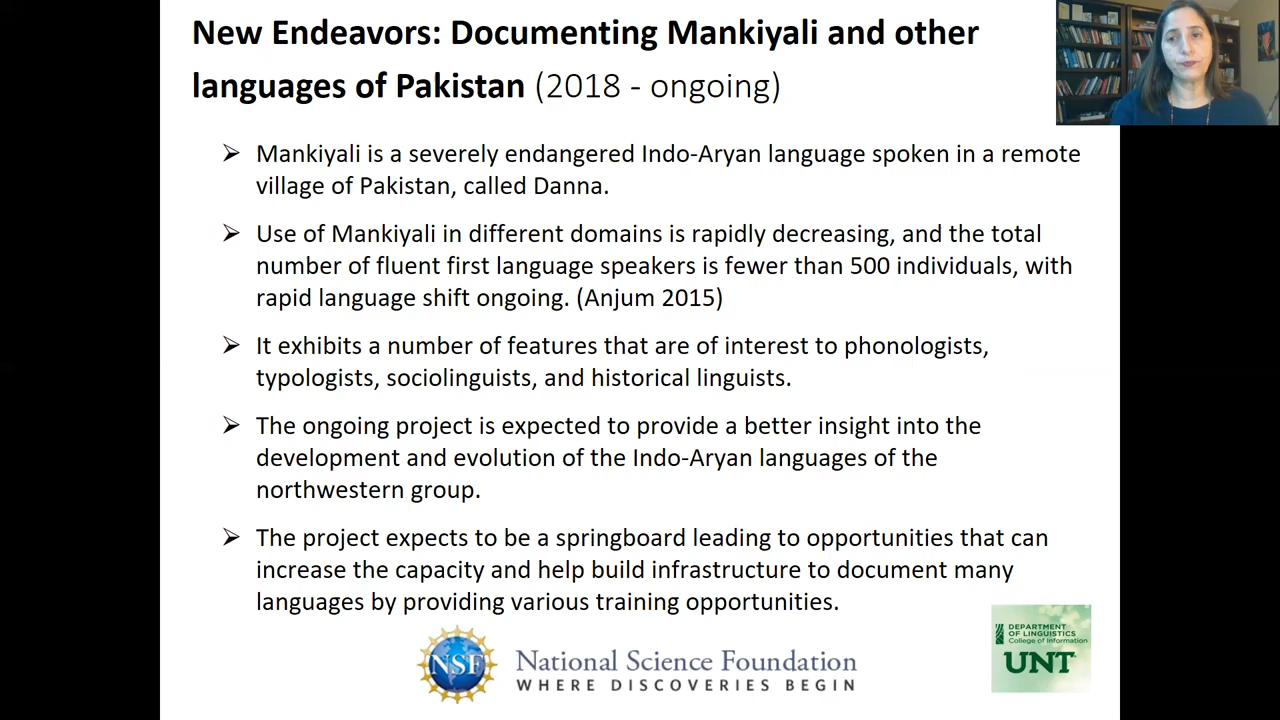 New Endeavors: Documenting Mankiyali and other
languages of Pakistan (2018 - ongoing)
➢ Mankiyali is a severely endangered Indo-Aryan language spoken in a remote
village of Pakistan, called Danna.
➢ Use of Mankiyali in different domains is rapidly decreasing, and the total
number of fluent first language speakers is fewer than 500 individuals, with
rapid language shift ongoing. (Anjum 2015)
➢ It exhibits a number of features that are of interest to phonologists,
typologists, sociolinguists, and historical linguists.
➢ The ongoing project is expected to provide a better insight into the
development and evolution of the Indo-Aryan languages of the
northwestern group.
➢ The project expects to be a springboard leading to opportunities that can
increase the capacity and help build infrastructure to document many
languages by providing various training opportunities.
NSF
National Science Foundation
WHERE DISCOVERIES BEGIN
DEPARTMENT
OF LINGUISTICS
College of Information
UNT